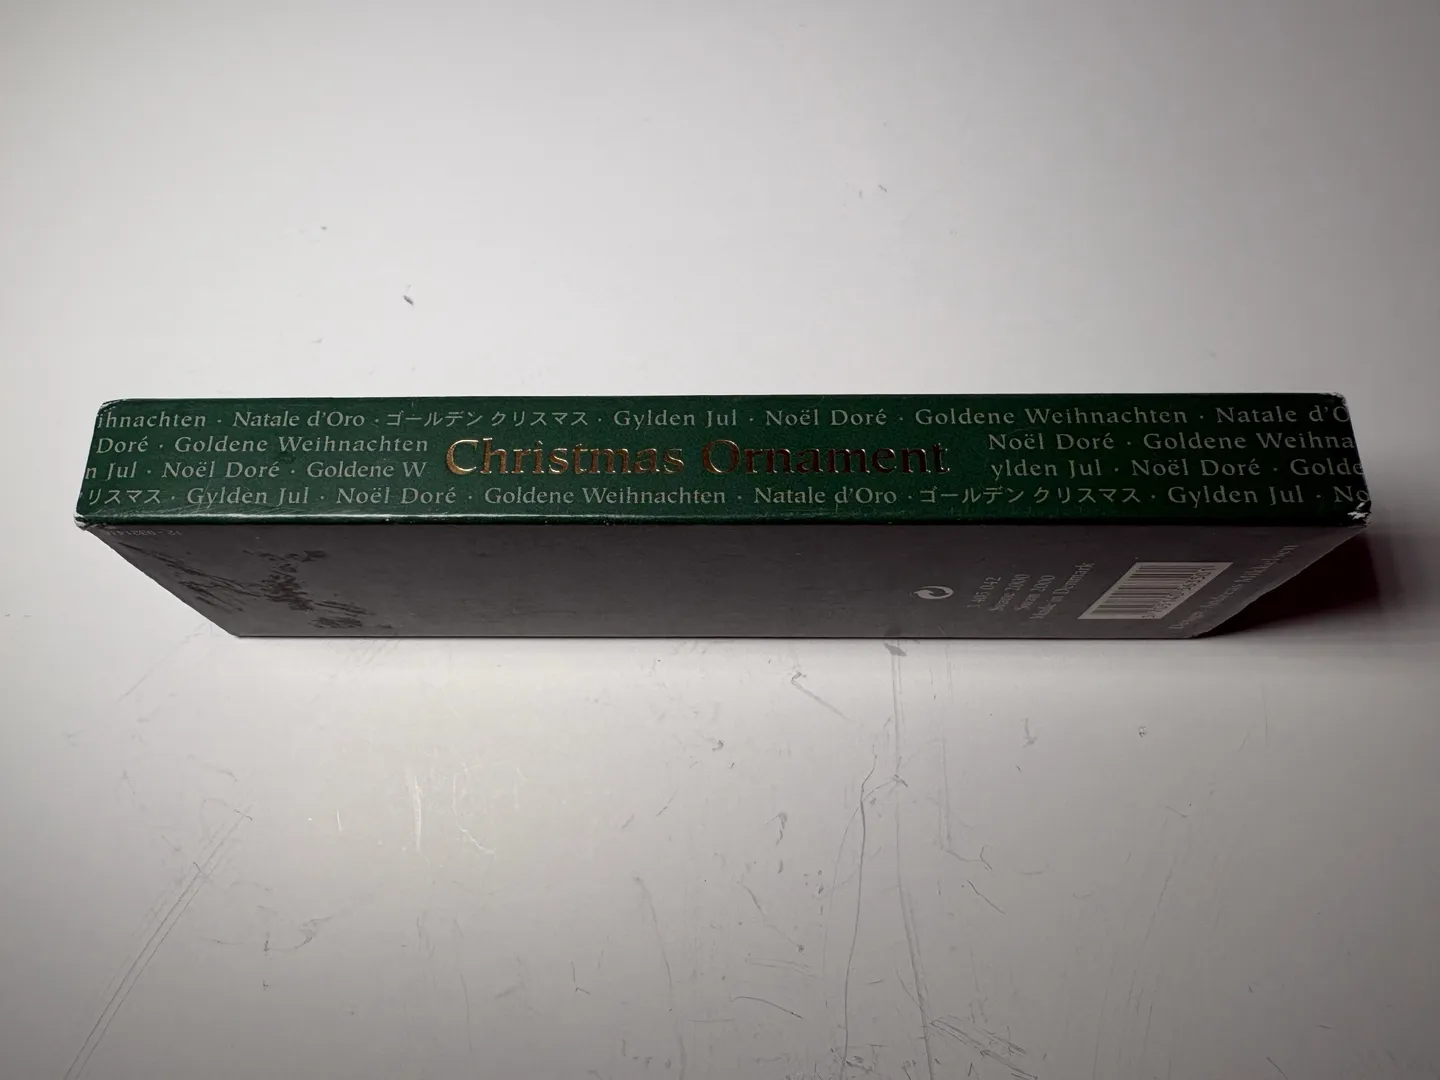 ihnachten · Natale d'Oro · ゴールデン クリスマス · Gylden Jul · Noël Doré · Goldene Weihnachten · Natale d'O
Doré · Goldene Weihnachten
Noël Doré · Goldene Weihna
Christmas Ornament
n Jul · Noël Doré · Goldene W
ylden Jul · Noël Doré · Golde
リスマス · Gylden Jul · Noël Doré · Goldene Weihnachten · Natale d'Oro · ゴールデン クリスマス · Gylden Jul · No
Made in Denmark